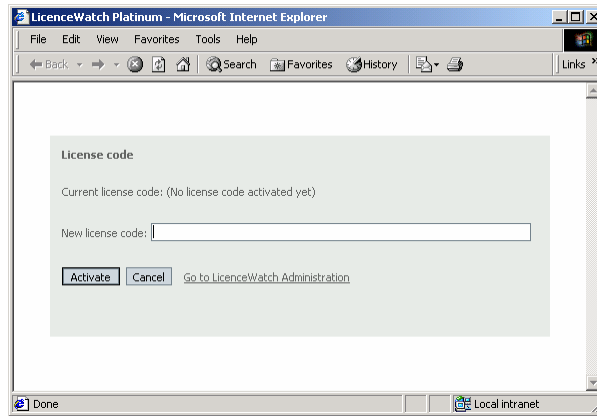 LicenceWatch Platinum - Microsoft Internet Explorer
File Edit View Favorites Tools Help
Back Search Favorites History Links »
License code
Current license code: (No license code activated yet)
New license code:
Activate Cancel Go to LicenceWatch Administration
Done Local intranet